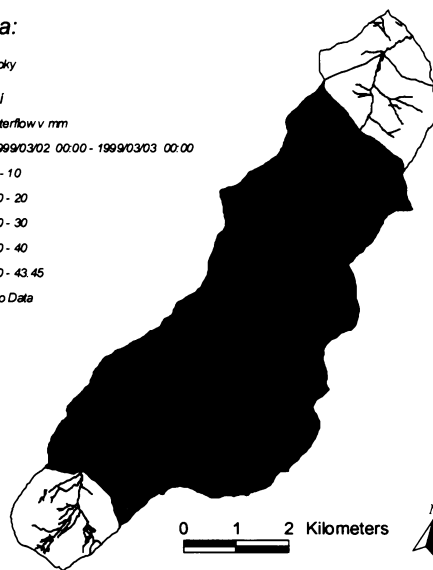 a:
oky
i
terflow v mm
999/03/02 00:00 - 1999/03/03 00:00
- 10
0 - 20
0 - 30
0 - 40
0 - 43.45
o Data
0 1 2 Kilometers